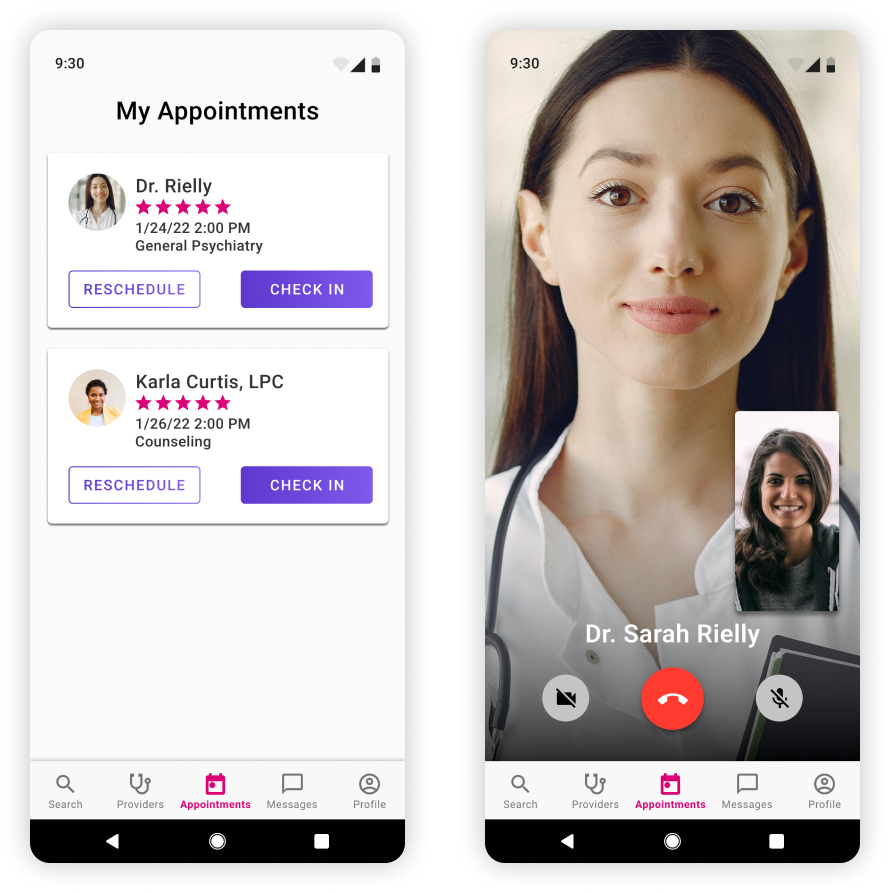 9:30
My Appointments
Dr. Rielly
1/24/22 2:00 PM
General Psychiatry
RESCHEDULE CHECK IN
Karla Curtis, LPC
1/26/22 2:00 PM
Counseling
RESCHEDULE CHECK IN
Search Providers Appointments Messages Profile
9:30
Dr. Sarah Rielly
Search Providers Appointments Messages Profile